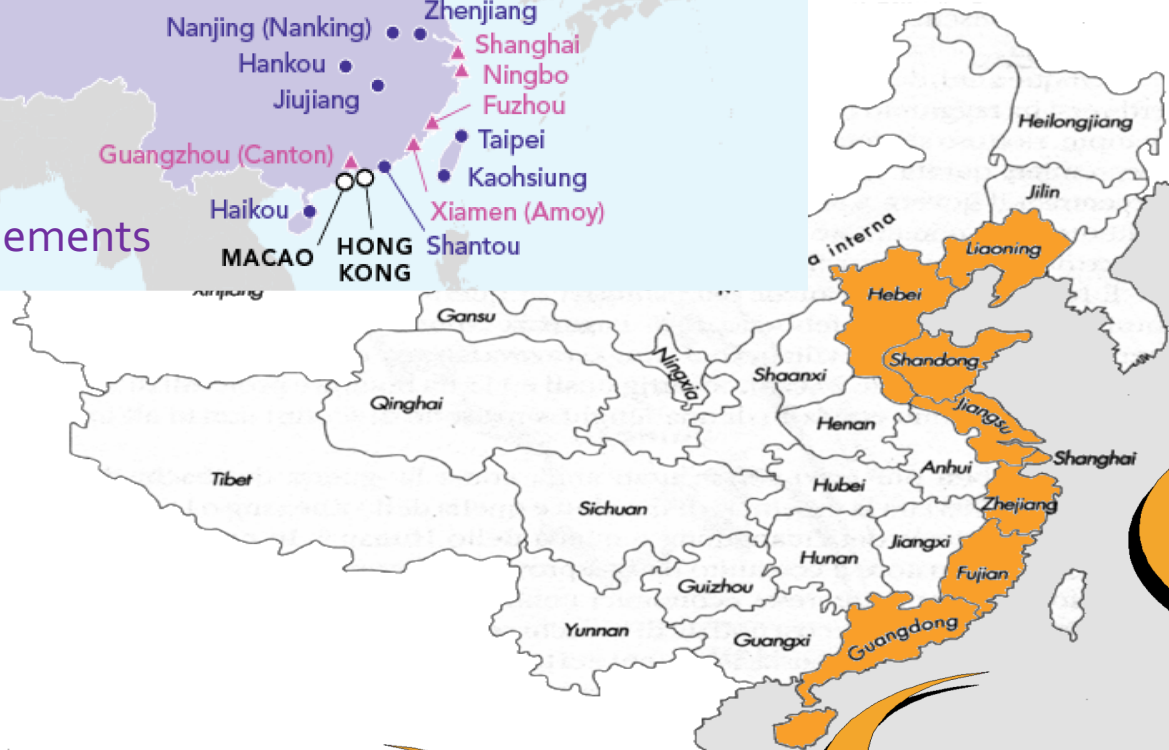 Zhenjiang
Nanjing (Nanking)
Shanghai
Hankou
Ningbo
Jiujiang
Fuzhou
Taipei
Guangzhou (Canton)
Kaohsiung
Haikou
Xiamen (Amoy)
ements
MACAO
HONG
KONG
Shantou
Heilongjiang
Jilin
a interna
Liaoning
Hebei
Xinjiang
Gansu
Ningxia
Shaanxi
Shandong
Qinghai
Henan
Jiangsu
Shanghai
Anhui
Tibet
Hubei
Sichuan
Zhejiang
Jiangxi
Hunan
Fujian
Guizhou
Yunnan
Guangxi
Guangdong